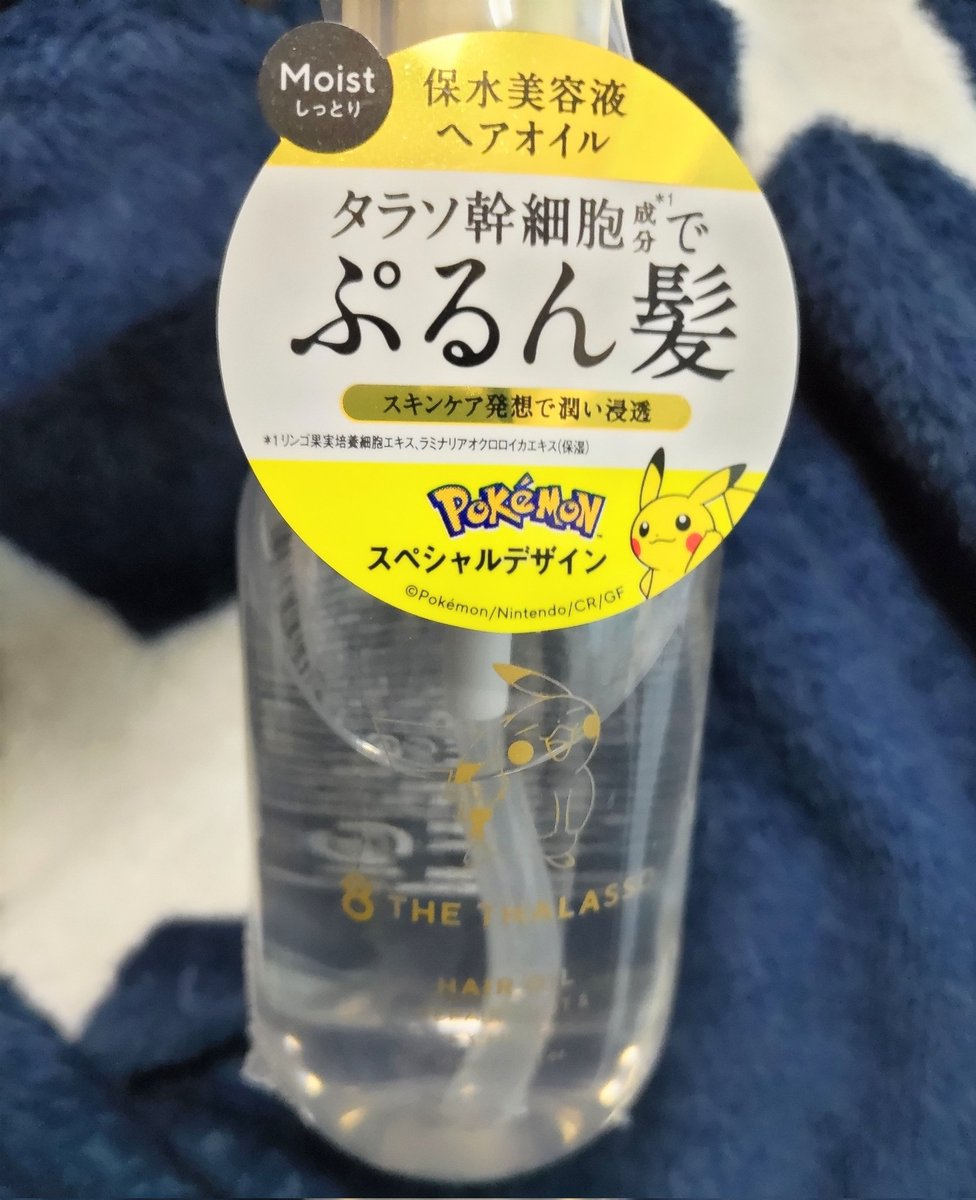 Moist
しっとり
保水美容液
ヘアオイル
タラソ幹細胞成分*1で
ぷるん髪
スキンケア発想で潤い浸透
*1リンゴ果実培養細胞エキス、ラミナリアオクロロイカエキス(保湿)
POKéMON
スペシャルデザイン
©Pokémon/Nintendo/CR/GF
8 THE THALASSO
HAIR OIL